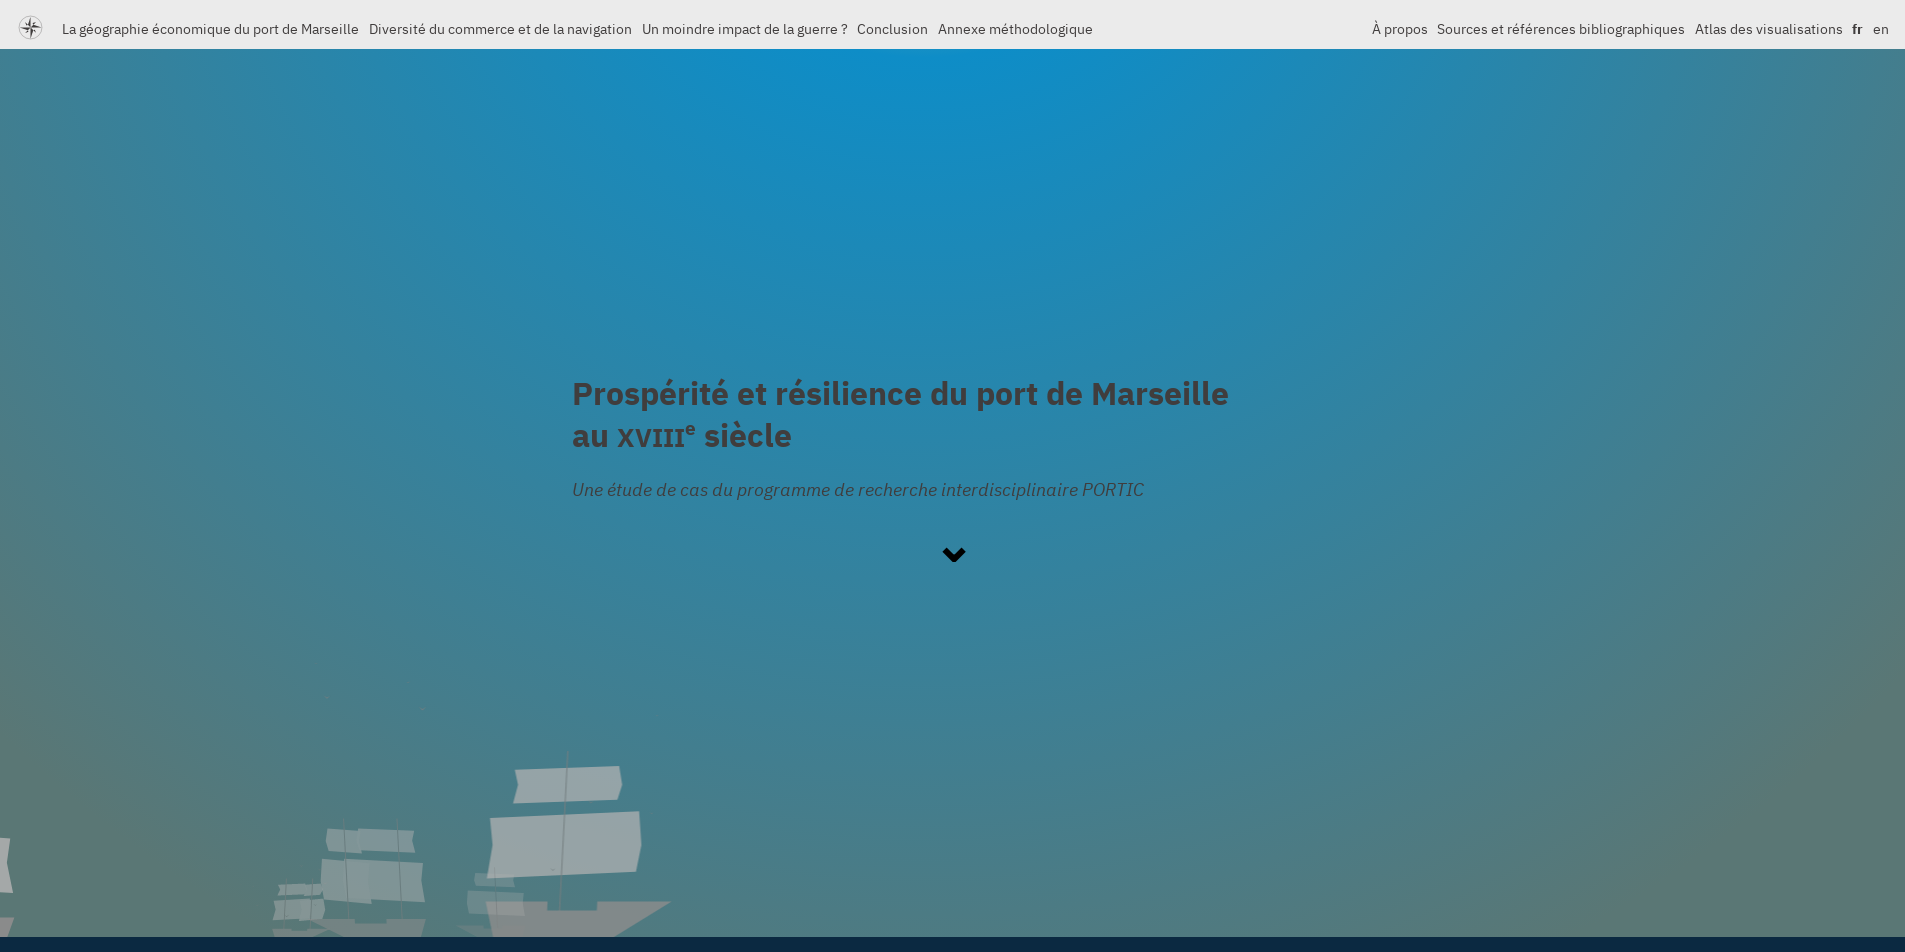 La géographie économique du port de Marseille Diversité du commerce et de la navigation Un moindre impact de la guerre ? Conclusion Annexe méthodologique À propos Sources et références bibliographiques Atlas des visualisations fr en
Prospérité et résilience du port de Marseille
au XVIIIe siècle
Une étude de cas du programme de recherche interdisciplinaire PORTIC